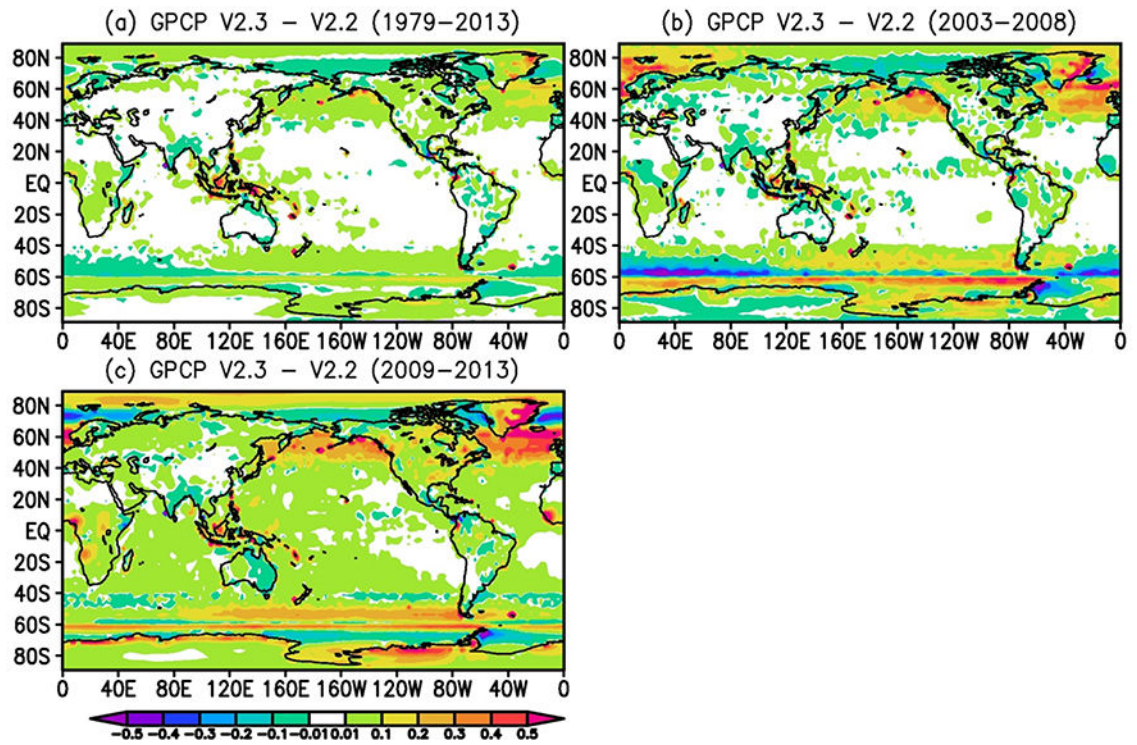 (a) GPCP V2.3 – V2.2 (1979–2013)
80N
60N
40N
20N
EQ
20S
40S
60S
80S
0 40E 80E 120E 160E 160W 120W 80W 40W 0
(b) GPCP V2.3 – V2.2 (2003–2008)
80N
60N
40N
20N
EQ
20S
40S
60S
80S
0 40E 80E 120E 160E 160W 120W 80W 40W 0
(c) GPCP V2.3 – V2.2 (2009–2013)
80N
60N
40N
20N
EQ
20S
40S
60S
80S
0 40E 80E 120E 160E 160W 120W 80W 40W 0
-0.5 -0.4 -0.3 -0.2 -0.1 -0.01 0.01 0.1 0.2 0.3 0.4 0.5